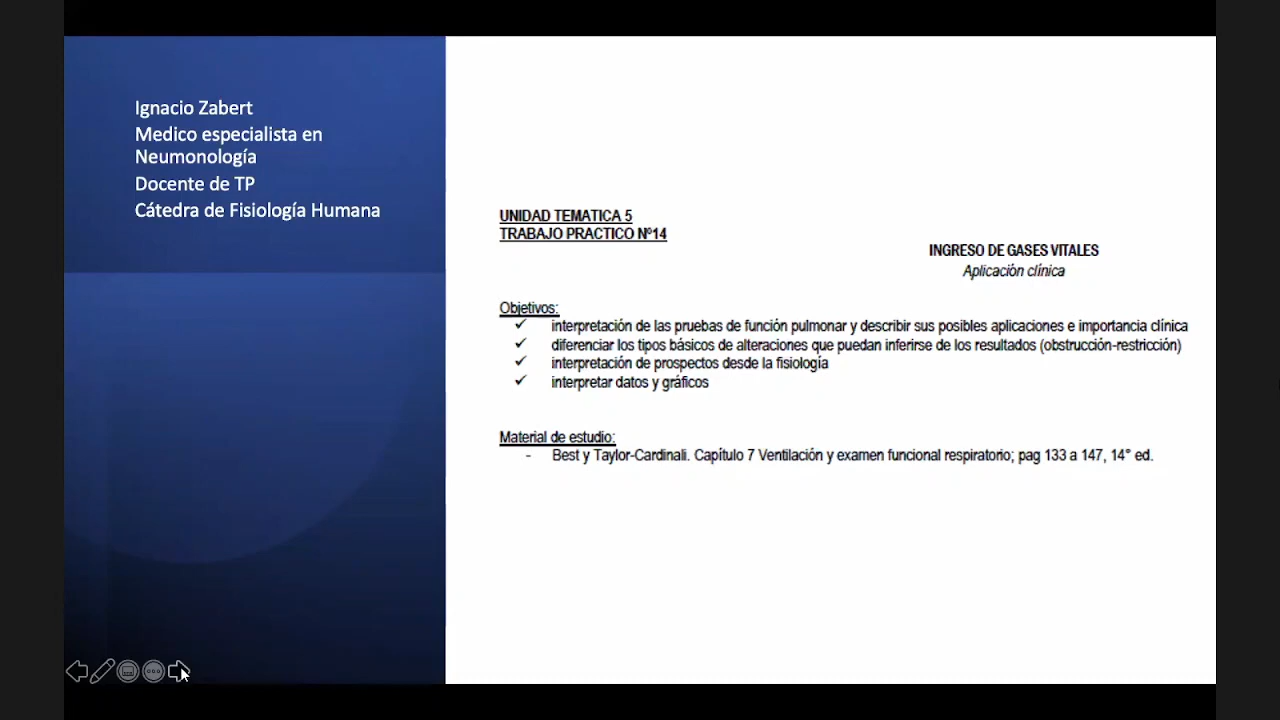 Ignacio Zabert
Medico especialista en
Neumonología
Docente de TP
Cátedra de Fisiología Humana
UNIDAD TEMATICA 5
TRABAJO PRACTICO Nº14
INGRESO DE GASES VITALES
Aplicación clínica
Objetivos:
✓ interpretación de las pruebas de función pulmonar y describir sus posibles aplicaciones e importancia clínica
✓ diferenciar los tipos básicos de alteraciones que puedan inferirse de los resultados (obstrucción-restricción)
✓ interpretación de prospectos desde la fisiología
✓ interpretar datos y gráficos
Material de estudio:
- Best y Taylor-Cardinali. Capítulo 7 Ventilación y examen funcional respiratorio; pag 133 a 147, 14° ed.